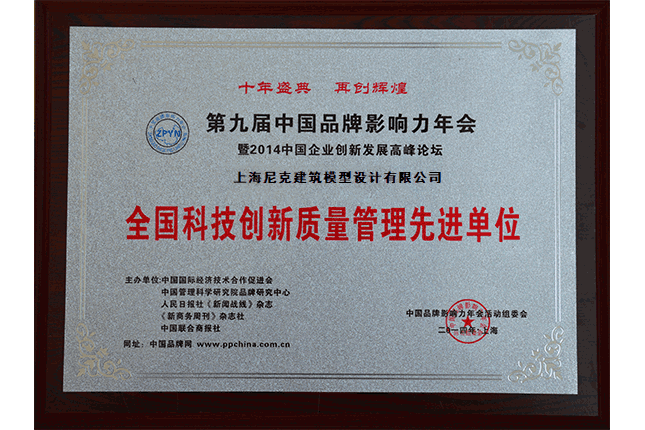 十年盛典 再创辉煌
ZPYN
第九届中国品牌影响力年会
暨2014中国企业创新发展高峰论坛
上海尼克建筑模型设计有限公司
全国科技创新质量管理先进单位
主办单位:中国国际经济技术合作促进会
中国管理科学研究院品牌研究中心
人民日报社《新闻战线》杂志
《新商务周刊》杂志社
中国联合商报社
网址: 中国品牌网 www.ppchina.com.cn
中国品牌影响力年会活动组委会
二0一四年·上海